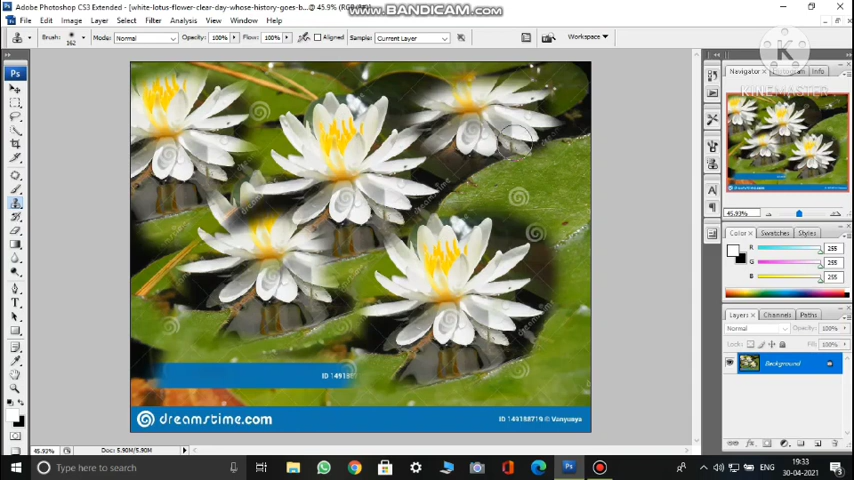 Adobe Photoshop CS3 Extended - [white-lotus-flower-clear-day-whose-history-goes-b... @ 45.9% (RGB/8#)]
WWW.BANDICAM.COM
File Edit Image Layer Select Filter Analysis View Window Help
Brush: 162 Mode: Normal Opacity: 100% Flow: 100% Aligned Sample: Current Layer Workspace
Ps
K
KINEMASTER
Navigator Histogram Info
45.93%
Color Swatches Styles
R 255
G 255
B 255
Layers Channels Paths
Normal Opacity: 100%
Lock: Fill: 100%
Background
ID 149188
dreamstime.com
ID 149188719 © Vanyunya
45.93% Doc: 5.90M/5.90M
Type here to search
ENG
19:33
30-04-2021